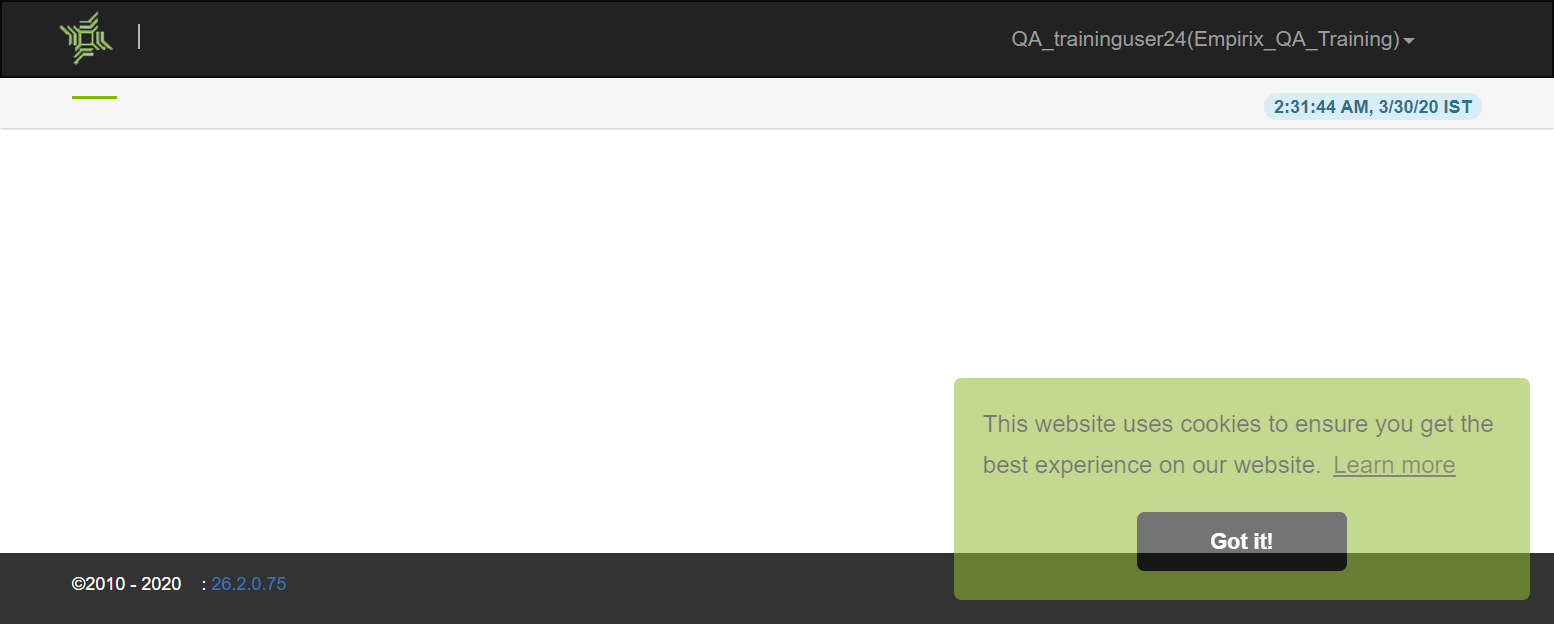 QA_traininguser24(Empirix_QA_Training)
2:31:44 AM, 3/30/20 IST
This website uses cookies to ensure you get the
best experience on our website. Learn more
Got it!
©2010 - 2020 : 26.2.0.75